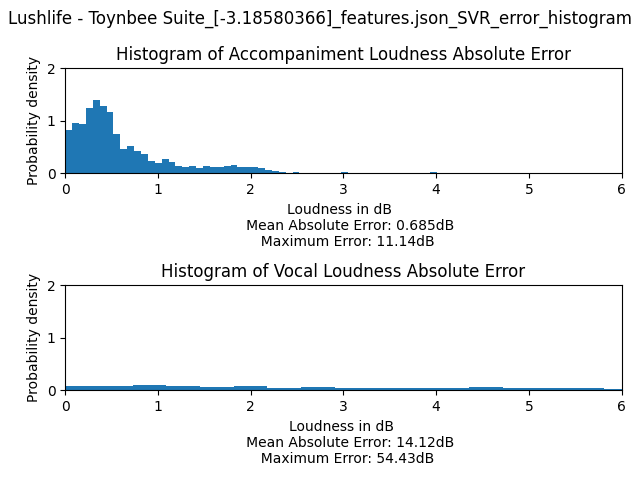 Lushlife - Toynbee Suite_[-3.18580366]_features.json_SVR_error_histogram
Histogram of Accompaniment Loudness Absolute Error
Probability density
2
1
0
0 1 2 3 4 5 6
Loudness in dB
Mean Absolute Error: 0.685dB
Maximum Error: 11.14dB
Histogram of Vocal Loudness Absolute Error
Probability density
2
1
0
0 1 2 3 4 5 6
Loudness in dB
Mean Absolute Error: 14.12dB
Maximum Error: 54.43dB